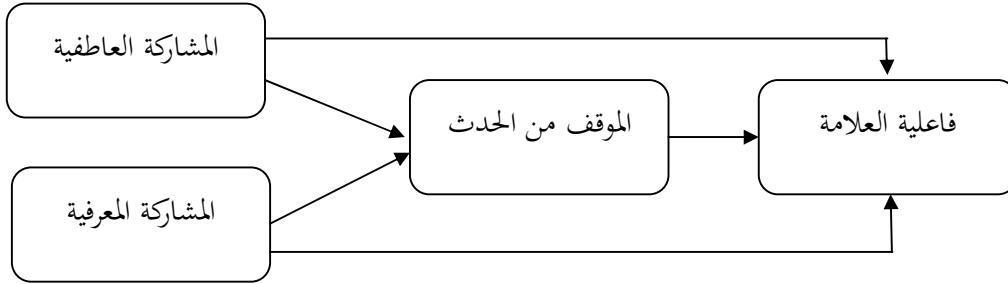 المشاركة العاطفية
الموقف من الحدث
فاعلية العلامة
المشاركة المعرفية